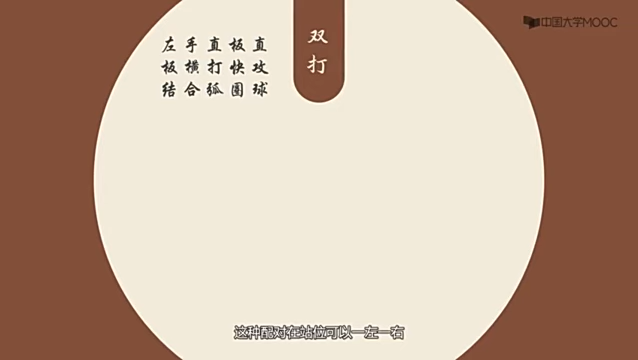 中国大学MOOC
双打
左手直板直
板横打快攻
结合弧圆球
这种配对在站位可以一左一右